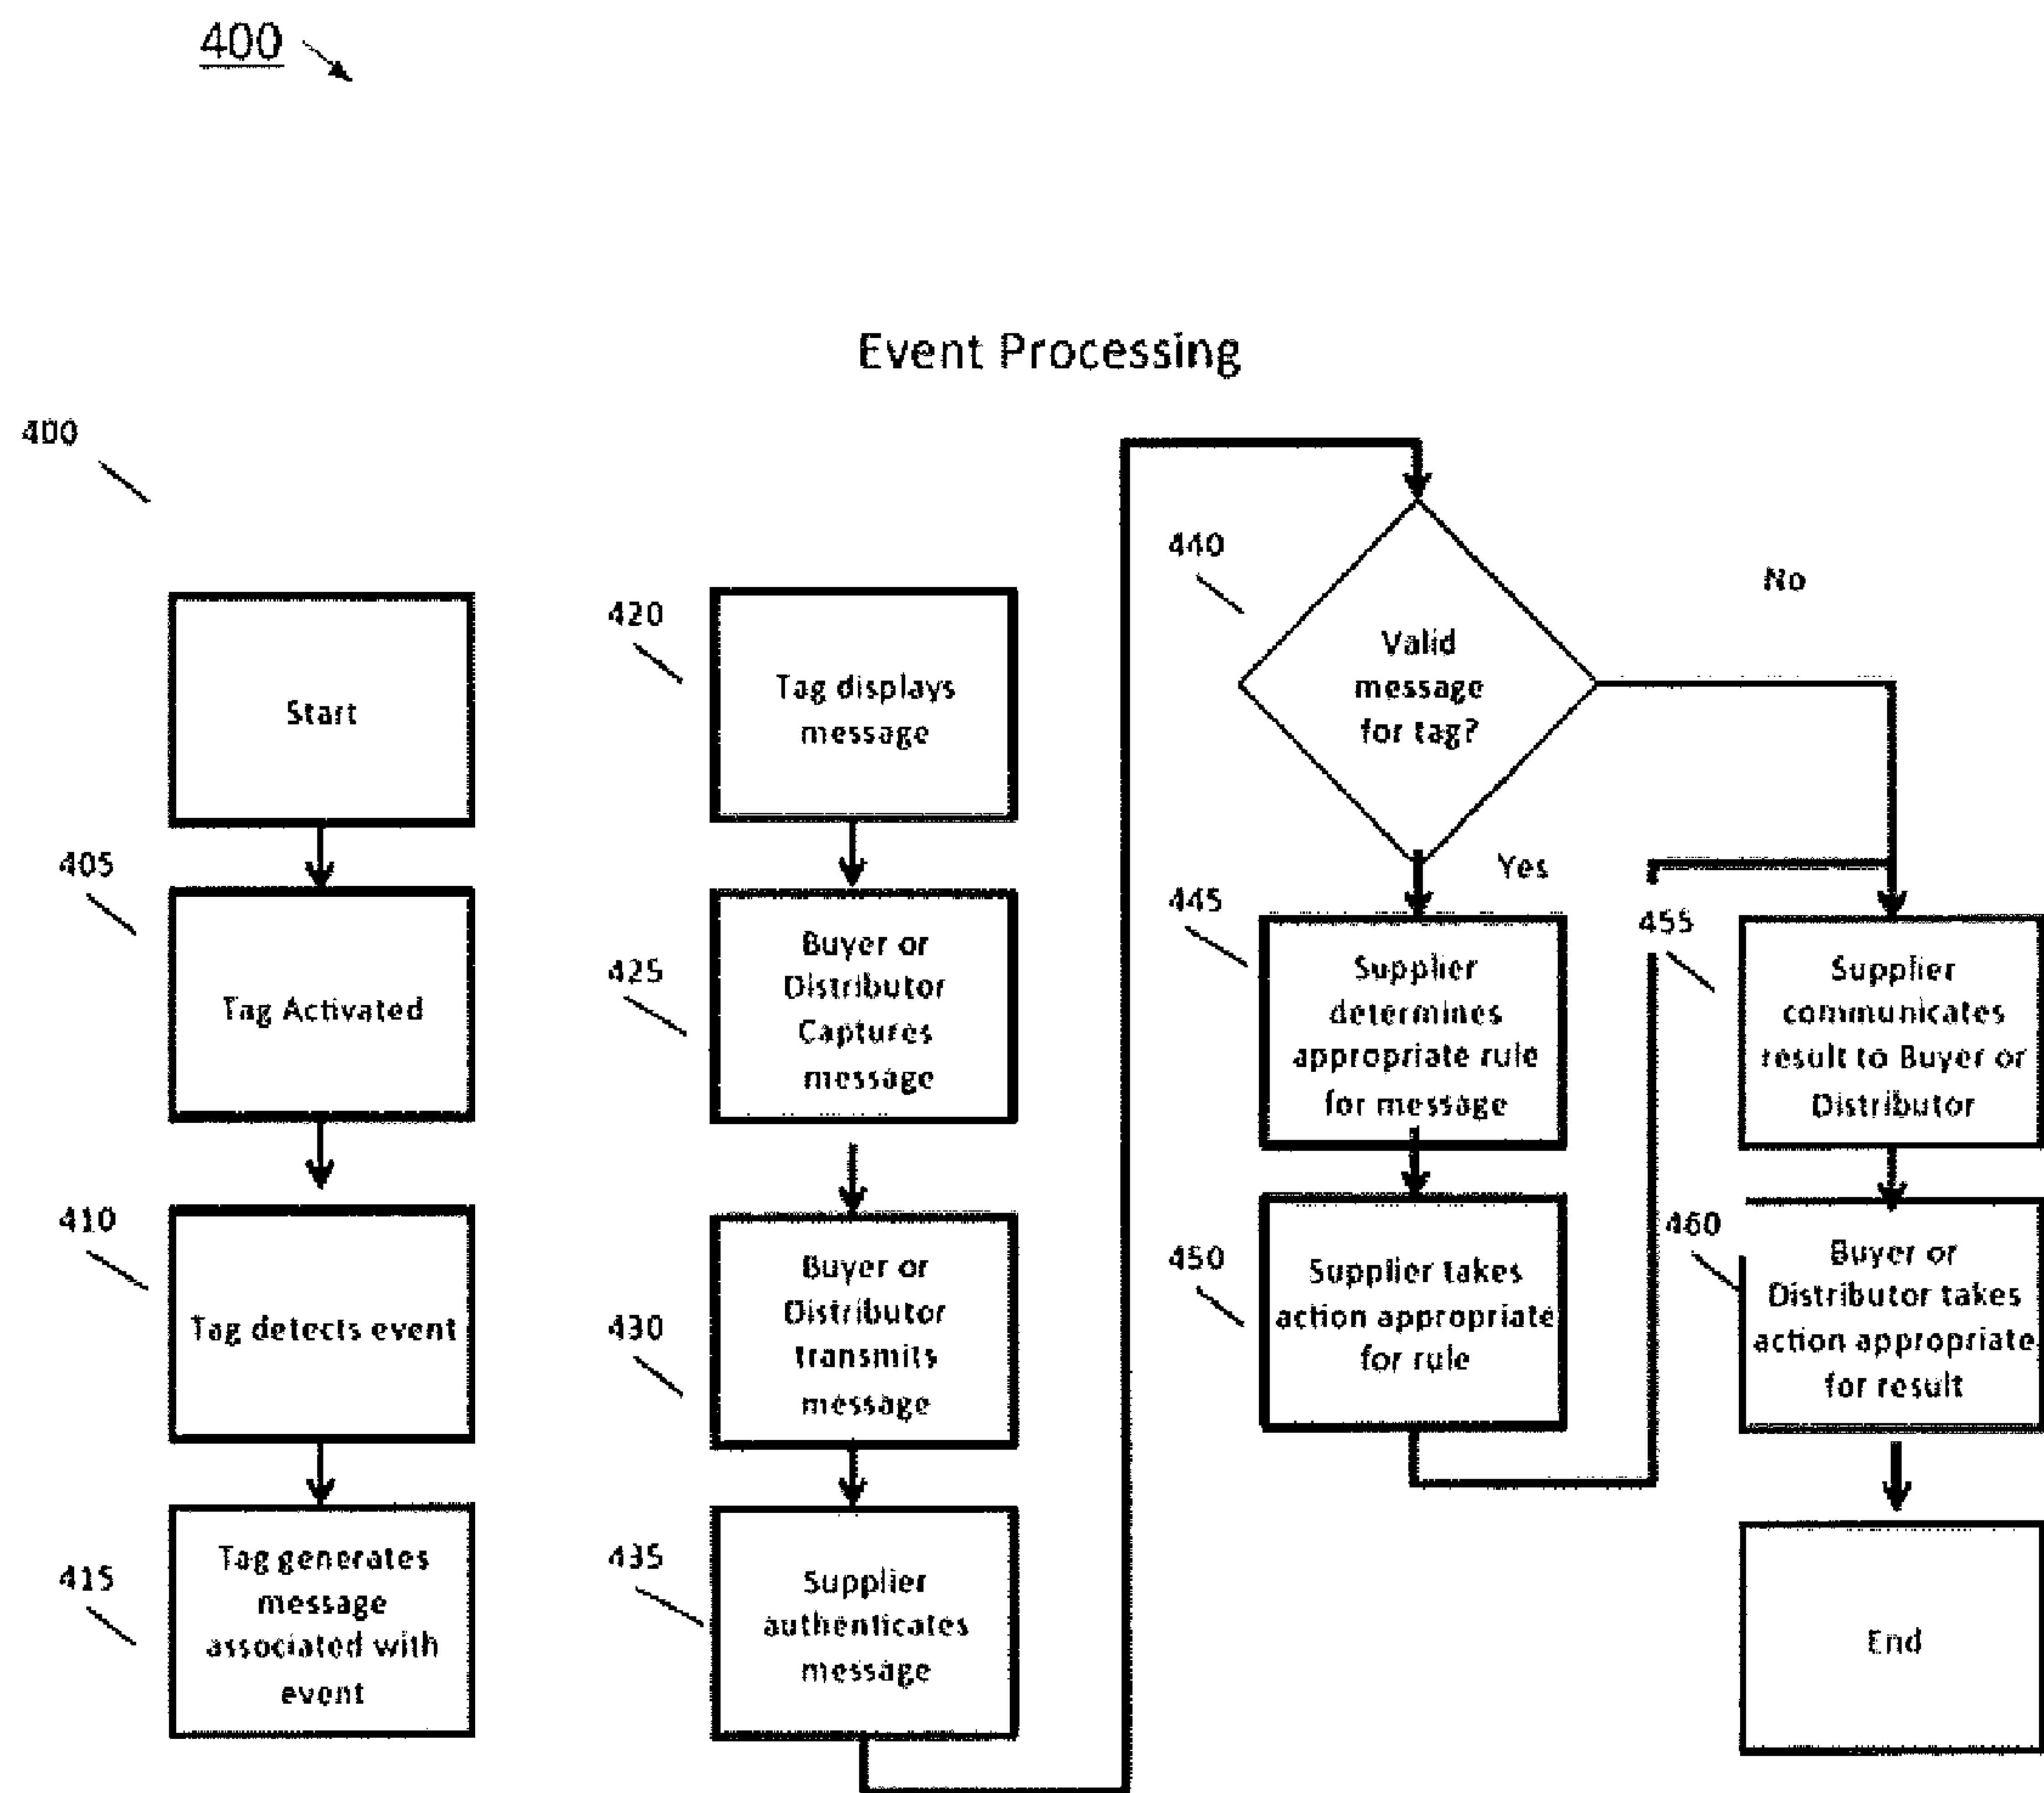 400
Event Processing
400
Start
405
Tag Activated
410
Tag detects event
415
Tag generates
message
associated with
event
420
Tag displays
message
425
Buyer or
Distributor
Captures
message
430
Buyer or
Distributor
transmits
message
435
Supplier
authenticates
message
440
Valid
message
for tag?
No
Yes
445
Supplier
determines
appropriate rule
for message
450
Supplier takes
action appropriate
for rule
455
Supplier
communicates
result to Buyer or
Distributor
460
Buyer or
Distributor takes
action appropriate
for result
End